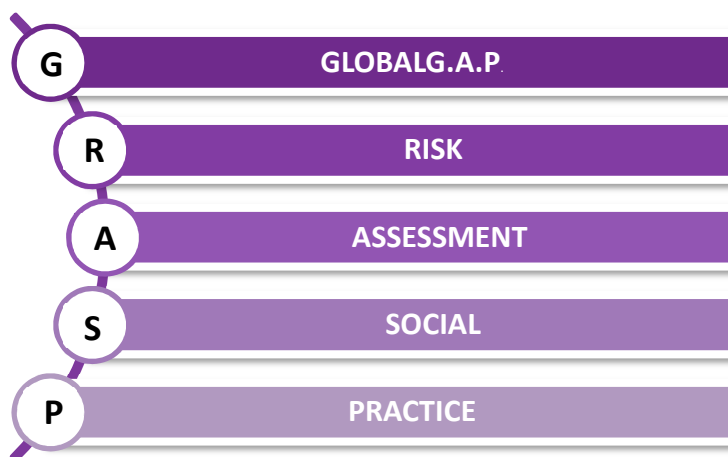 G GLOBALG.A.P.
R RISK
A ASSESSMENT
S SOCIAL
P PRACTICE